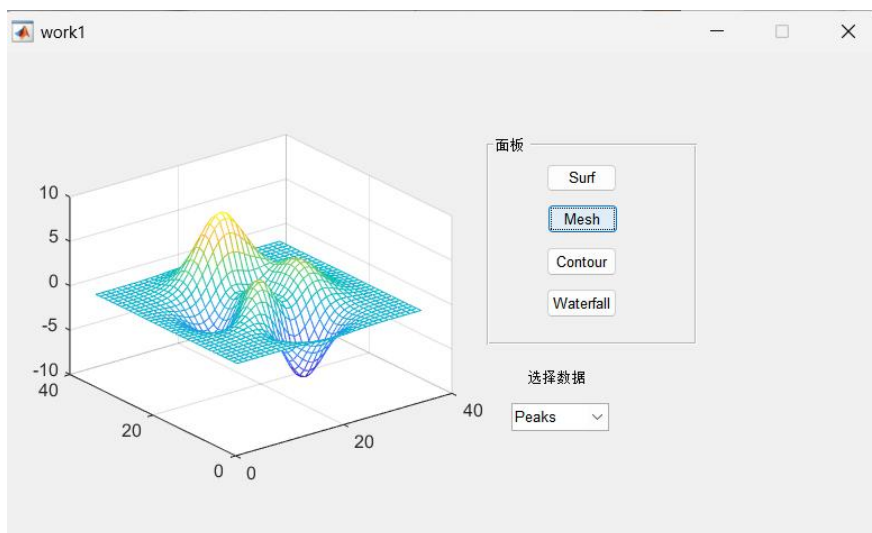 work1
10
5
0
-5
-10
40
20
0
0
20
40
面板
Surf
Mesh
Contour
Waterfall
选择数据
Peaks